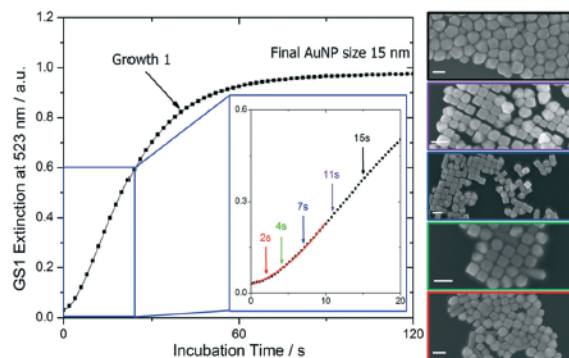 GS1 Extinction at 523 nm / a.u.
1.2
1.0
0.8
0.6
0.4
0.2
0.0
Growth 1
Final AuNP size 15 nm
0.6
0.3
0.0
2s
4s
7s
11s
15s
0
10
20
0
60
120
Incubation Time / s